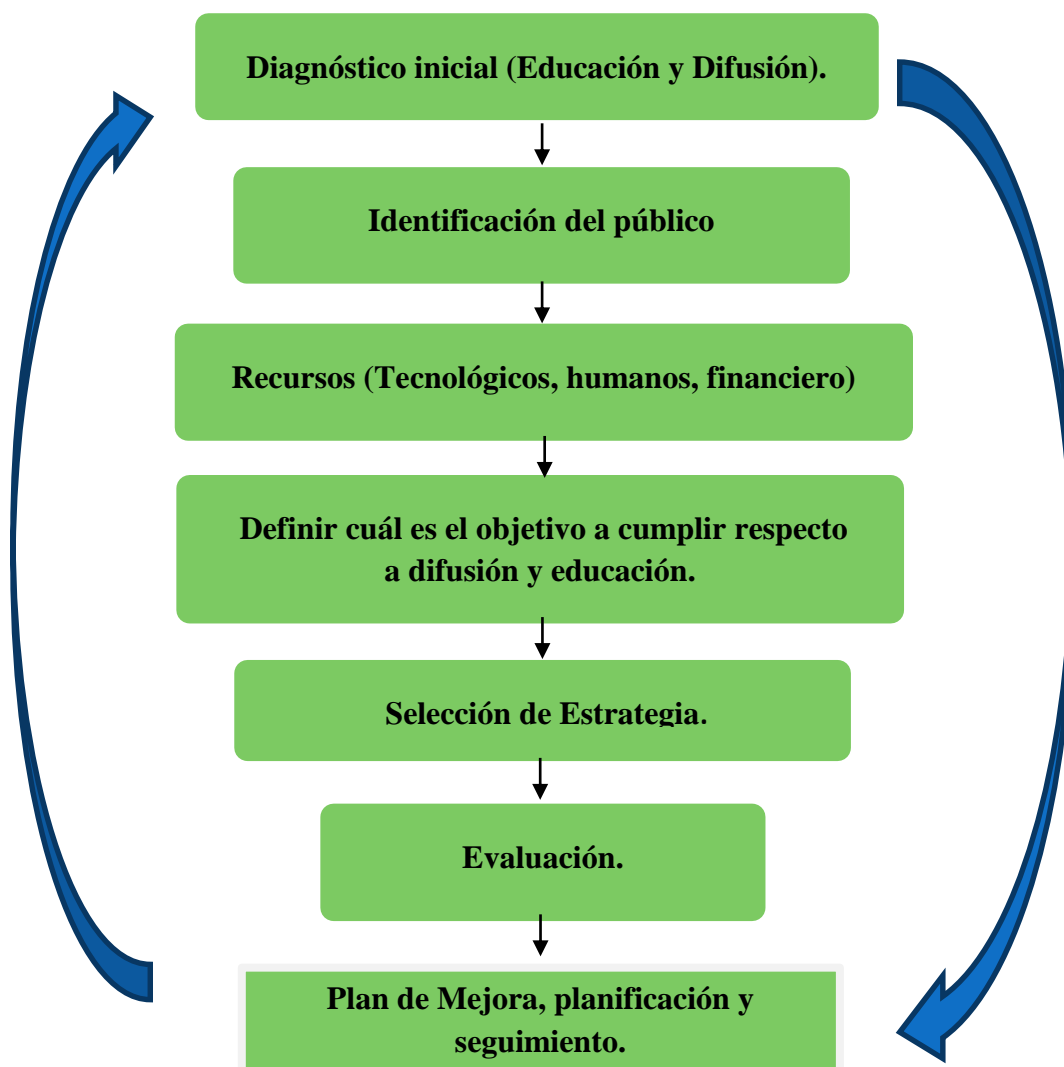 Diagnóstico inicial (Educación y Difusión).
Identificación del público
Recursos (Tecnológicos, humanos, financiero)
Definir cuál es el objetivo a cumplir respecto
a difusión y educación.
Selección de Estrategia.
Evaluación.
Plan de Mejora, planificación y
seguimiento.